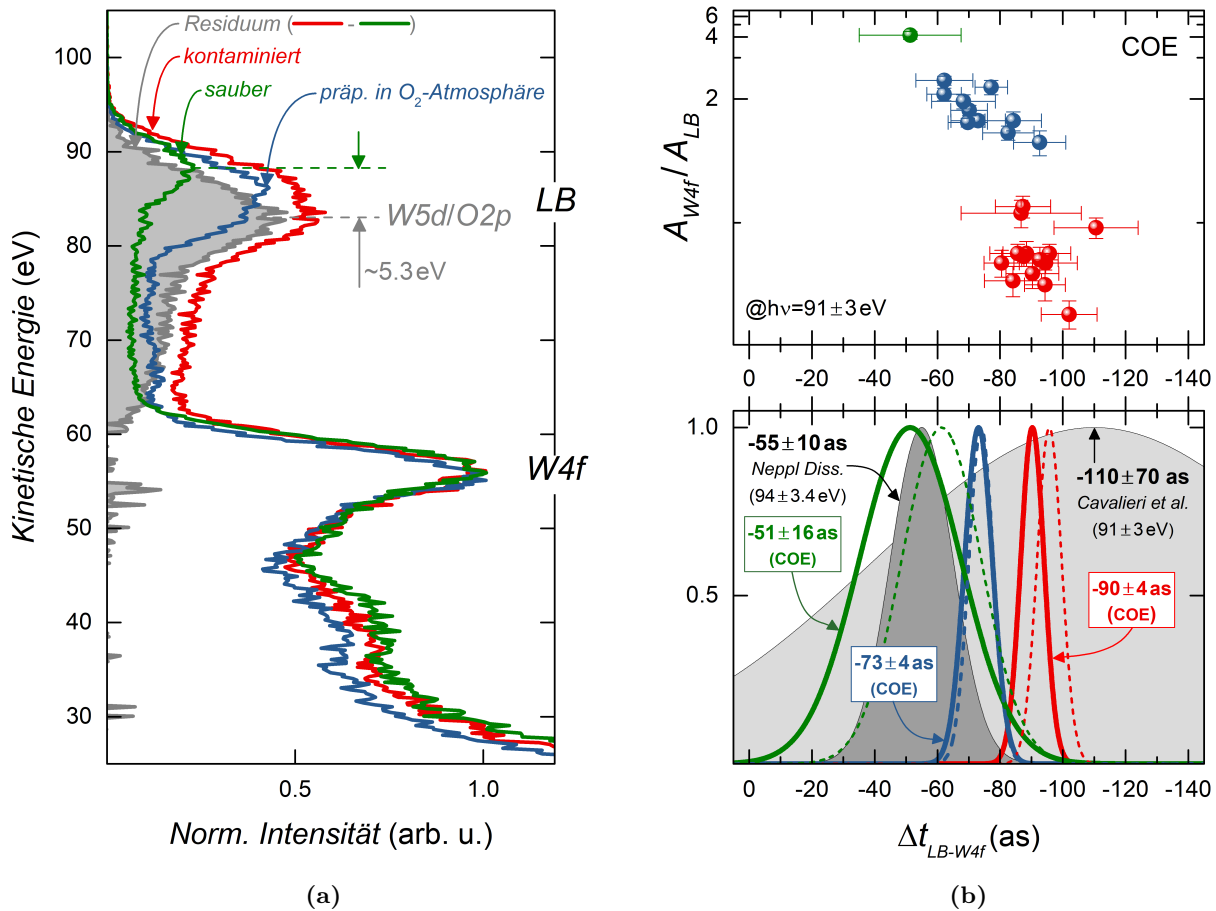 Residuum ( - )
kontaminiert
sauber
präp. in O2-Atmosphäre
LB
W5d/O2p
~5.3 eV
W4f
100
90
80
70
60
50
40
30
Kinetische Energie (eV)
0.5
1.0
Norm. Intensität (arb. u.)
(a)
6
4
2
A_W4f / A_LB
COE
@hν=91±3 eV
0 -20 -40 -60 -80 -100 -120 -140
1.0
0.5
-55±10 as
Neppl Diss.
(94±3.4 eV)
-51±16 as
(COE)
-73±4 as
(COE)
-110±70 as
Cavalieri et al.
(91±3 eV)
-90±4 as
(COE)
0 -20 -40 -60 -80 -100 -120 -140
Δt_LB-W4f (as)
(b)